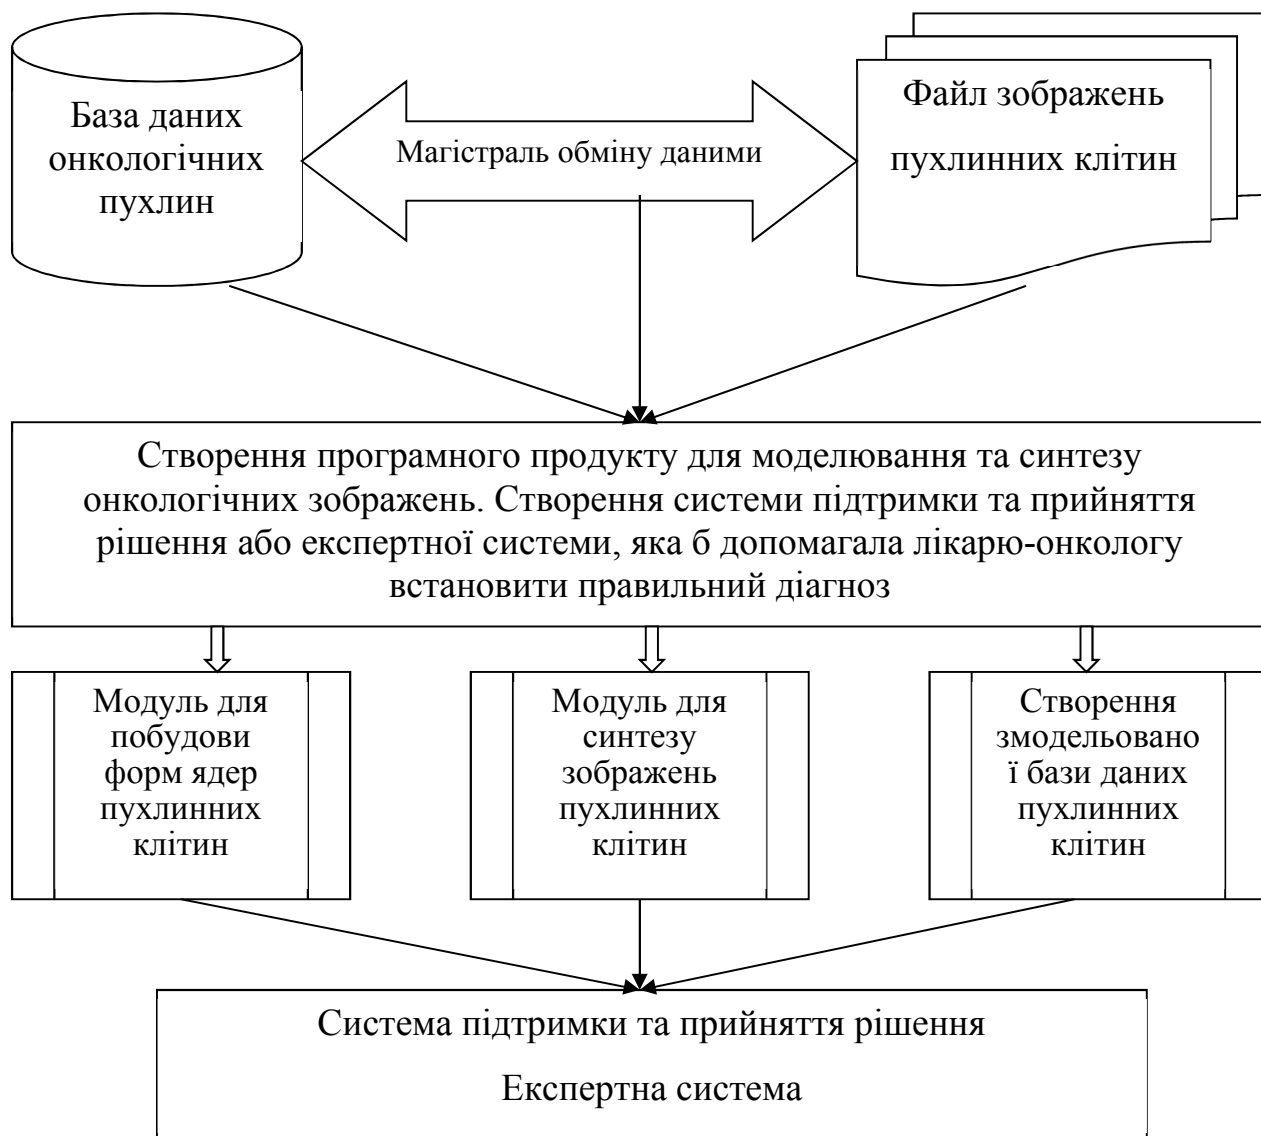 База даних
онкологічних
пухлин
Магістраль обміну даними
Файл зображень
пухлинних клітин
Створення програмного продукту для моделювання та синтезу
онкологічних зображень. Створення системи підтримки та прийняття
рішення або експертної системи, яка б допомагала лікарю-онкологу
встановити правильний діагноз
Модуль для
побудови
форм ядер
пухлинних
клітин
Модуль для
синтезу
зображень
пухлинних
клітин
Створення
змодельовано
ї бази даних
пухлинних
клітин
Система підтримки та прийняття рішення
Експертна система